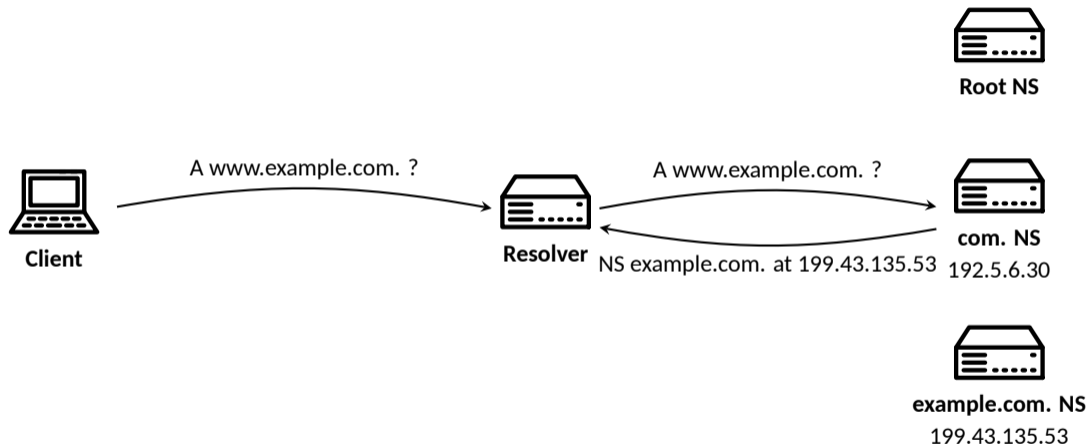 Root NS
A www.example.com. ?
A www.example.com. ?
Client
Resolver
com. NS
NS example.com. at 199.43.135.53
192.5.6.30
example.com. NS
199.43.135.53